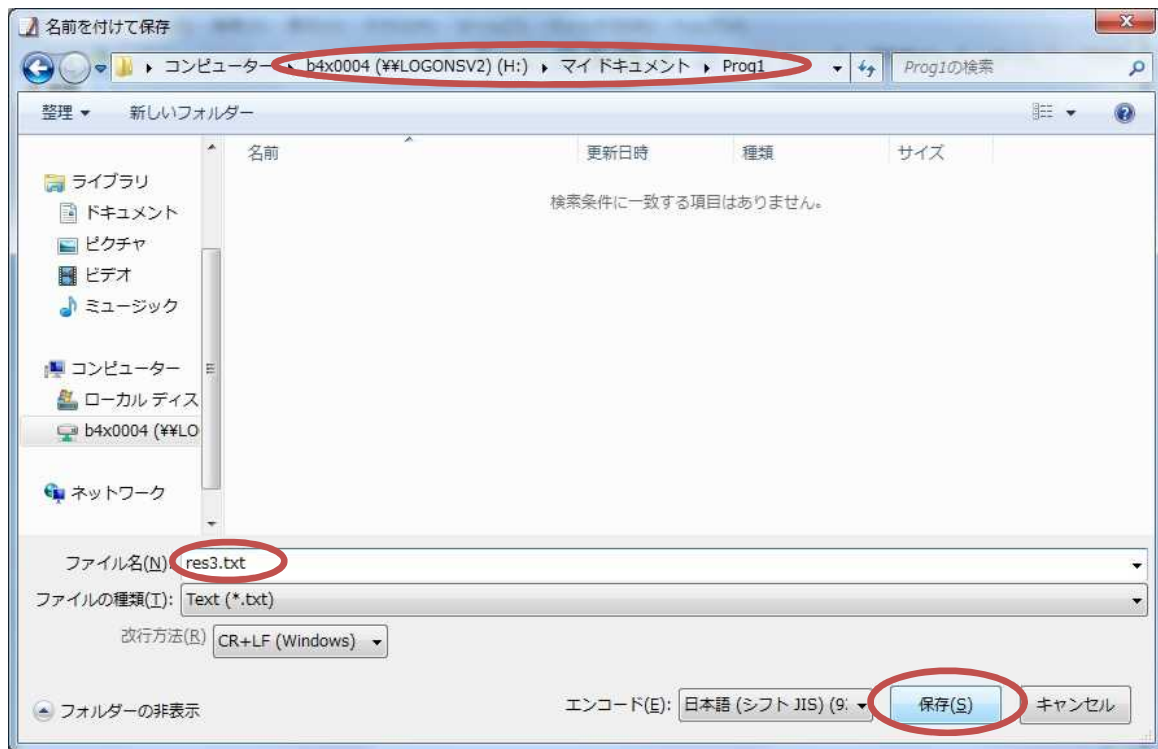 名前を付けて保存
コンピューター ▸ b4x0004 (¥¥LOGONSV2) (H:) ▸ マイ ドキュメント ▸ Prog1
Prog1の検索
整理 新しいフォルダー
名前 更新日時 種類 サイズ
検索条件に一致する項目はありません。
ライブラリ
ドキュメント
ピクチャ
ビデオ
ミュージック
コンピューター
ローカル ディス
b4x0004 (¥¥LO
ネットワーク
ファイル名(N): res3.txt
ファイルの種類(T): Text (*.txt)
改行方法(R) CR+LF (Windows)
フォルダーの非表示
エンコード(E): 日本語 (シフト JIS) (9
保存(S)
キャンセル